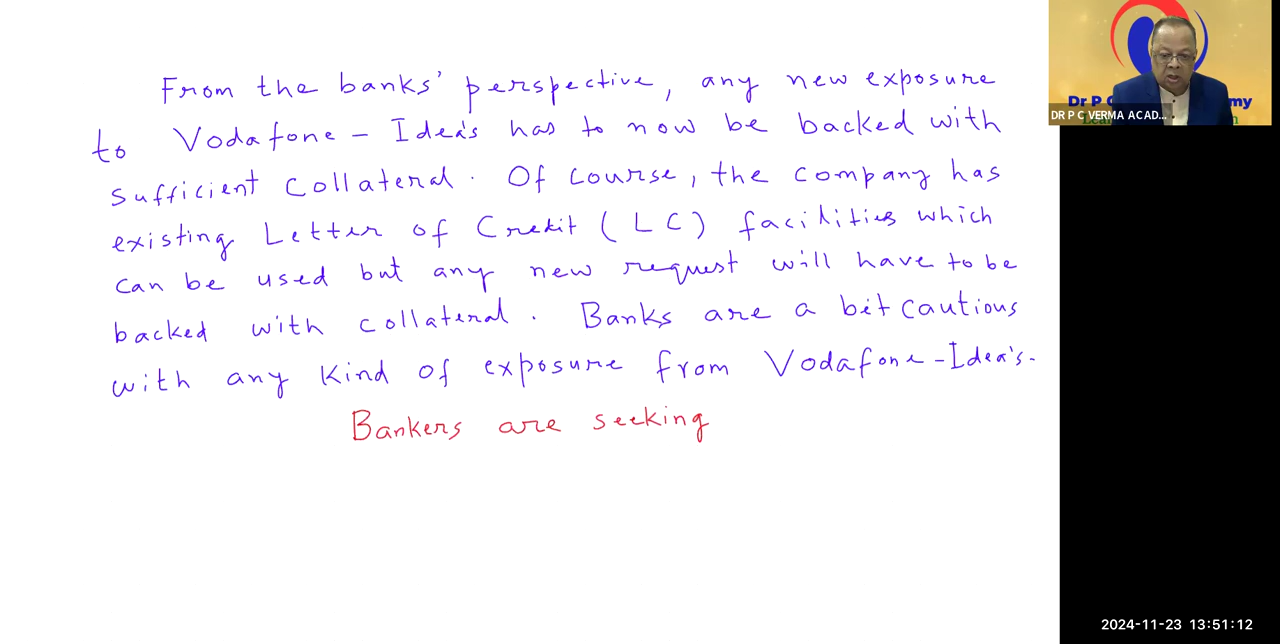 From the banks' perspective, any new exposure
to Vodafone - Idea's has to now be backed with
sufficient collateral. Of course, the company has
existing Letter of Credit (LC) facilities which
can be used but any new request will have to be
backed with collateral. Banks are a bit cautious
with any kind of exposure from Vodafone-Idea's.
Bankers are seeking
Dr P C
my
DR P C VERMA ACAD...
2024-11-23 13:51:12